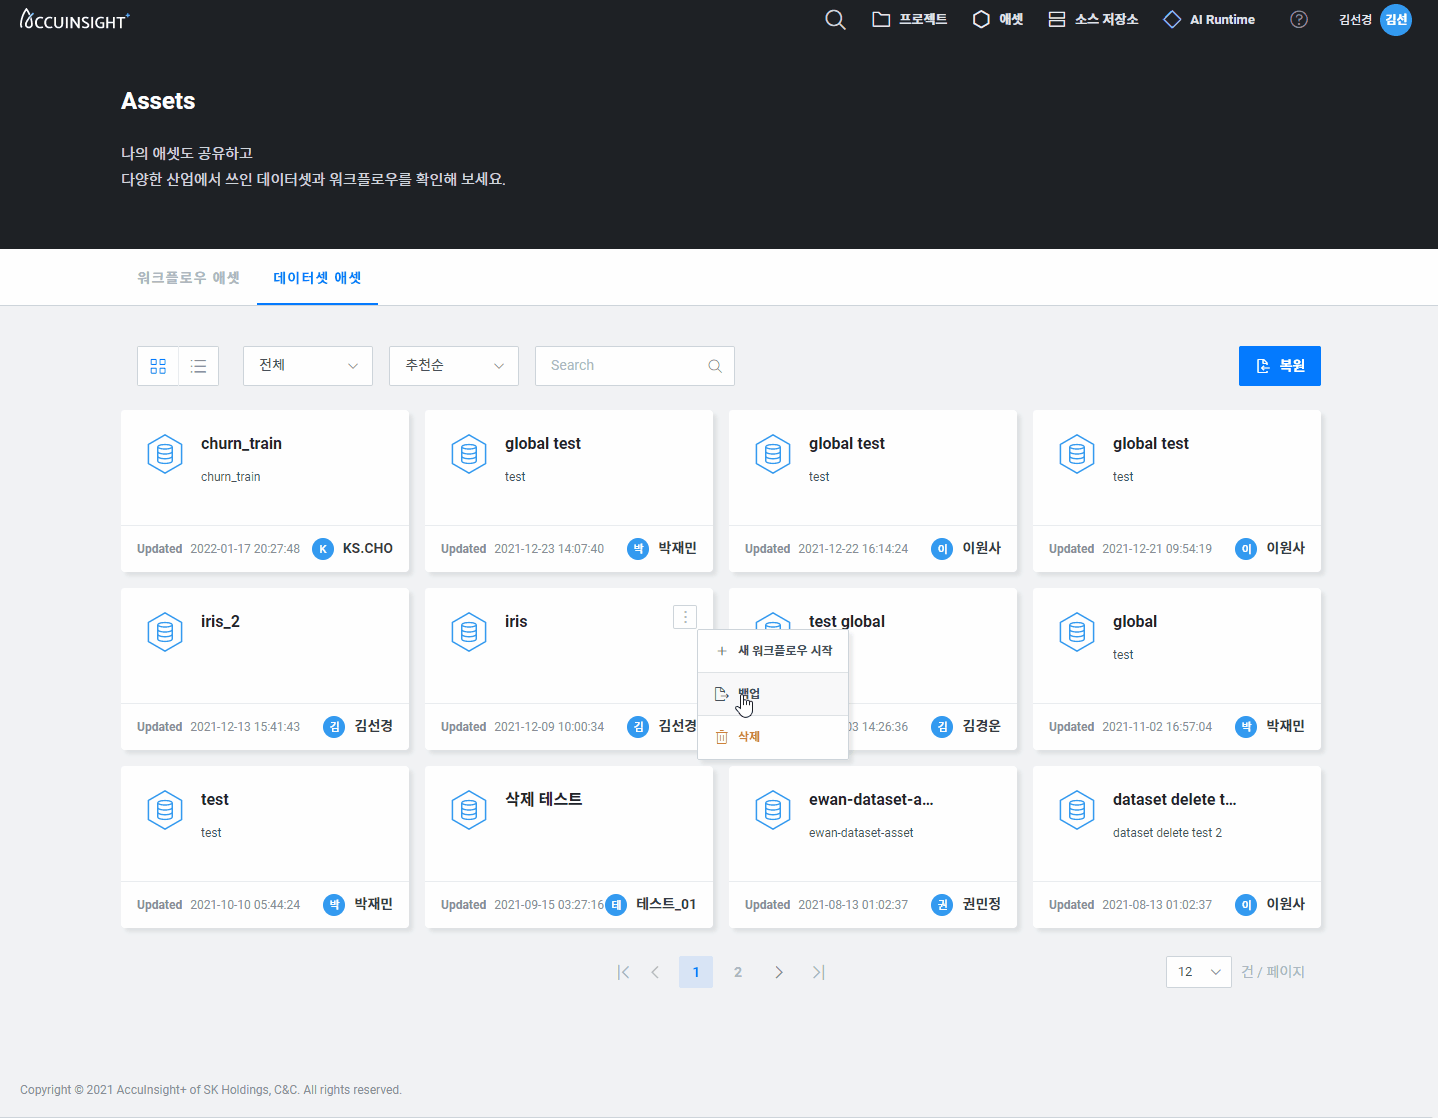 ACCUINSIGHT+
프로젝트
애셋
소스 저장소
AI Runtime
?
김선경
김선
Assets
나의 애셋도 공유하고
다양한 산업에서 쓰인 데이터셋과 워크플로우를 확인해 보세요.
워크플로우 애셋
데이터셋 애셋
전체
추천순
Search
복원
churn_train
churn_train
Updated 2022-01-17 20:27:48 K KS.CHO
global test
test
Updated 2021-12-23 14:07:40 박 박재민
global test
test
Updated 2021-12-22 16:14:24 이 이원사
global test
test
Updated 2021-12-21 09:54:19 이 이원사
iris_2
Updated 2021-12-13 15:41:43 김 김선경
iris
Updated 2021-12-09 10:00:34 김 김선경
새 워크플로우 시작
백업
삭제
test global
03 14:26:36 김 김경운
global
test
Updated 2021-11-02 16:57:04 박 박재민
test
test
Updated 2021-10-10 05:44:24 박 박재민
삭제 테스트
Updated 2021-09-15 03:27:16 테 테스트_01
ewan-dataset-a...
ewan-dataset-asset
Updated 2021-08-13 01:02:37 권 권민정
dataset delete t...
dataset delete test 2
Updated 2021-08-13 01:02:37 이 이원사
1 2
12 건 / 페이지
Copyright © 2021 AccuInsight+ of SK Holdings, C&C. All rights reserved.